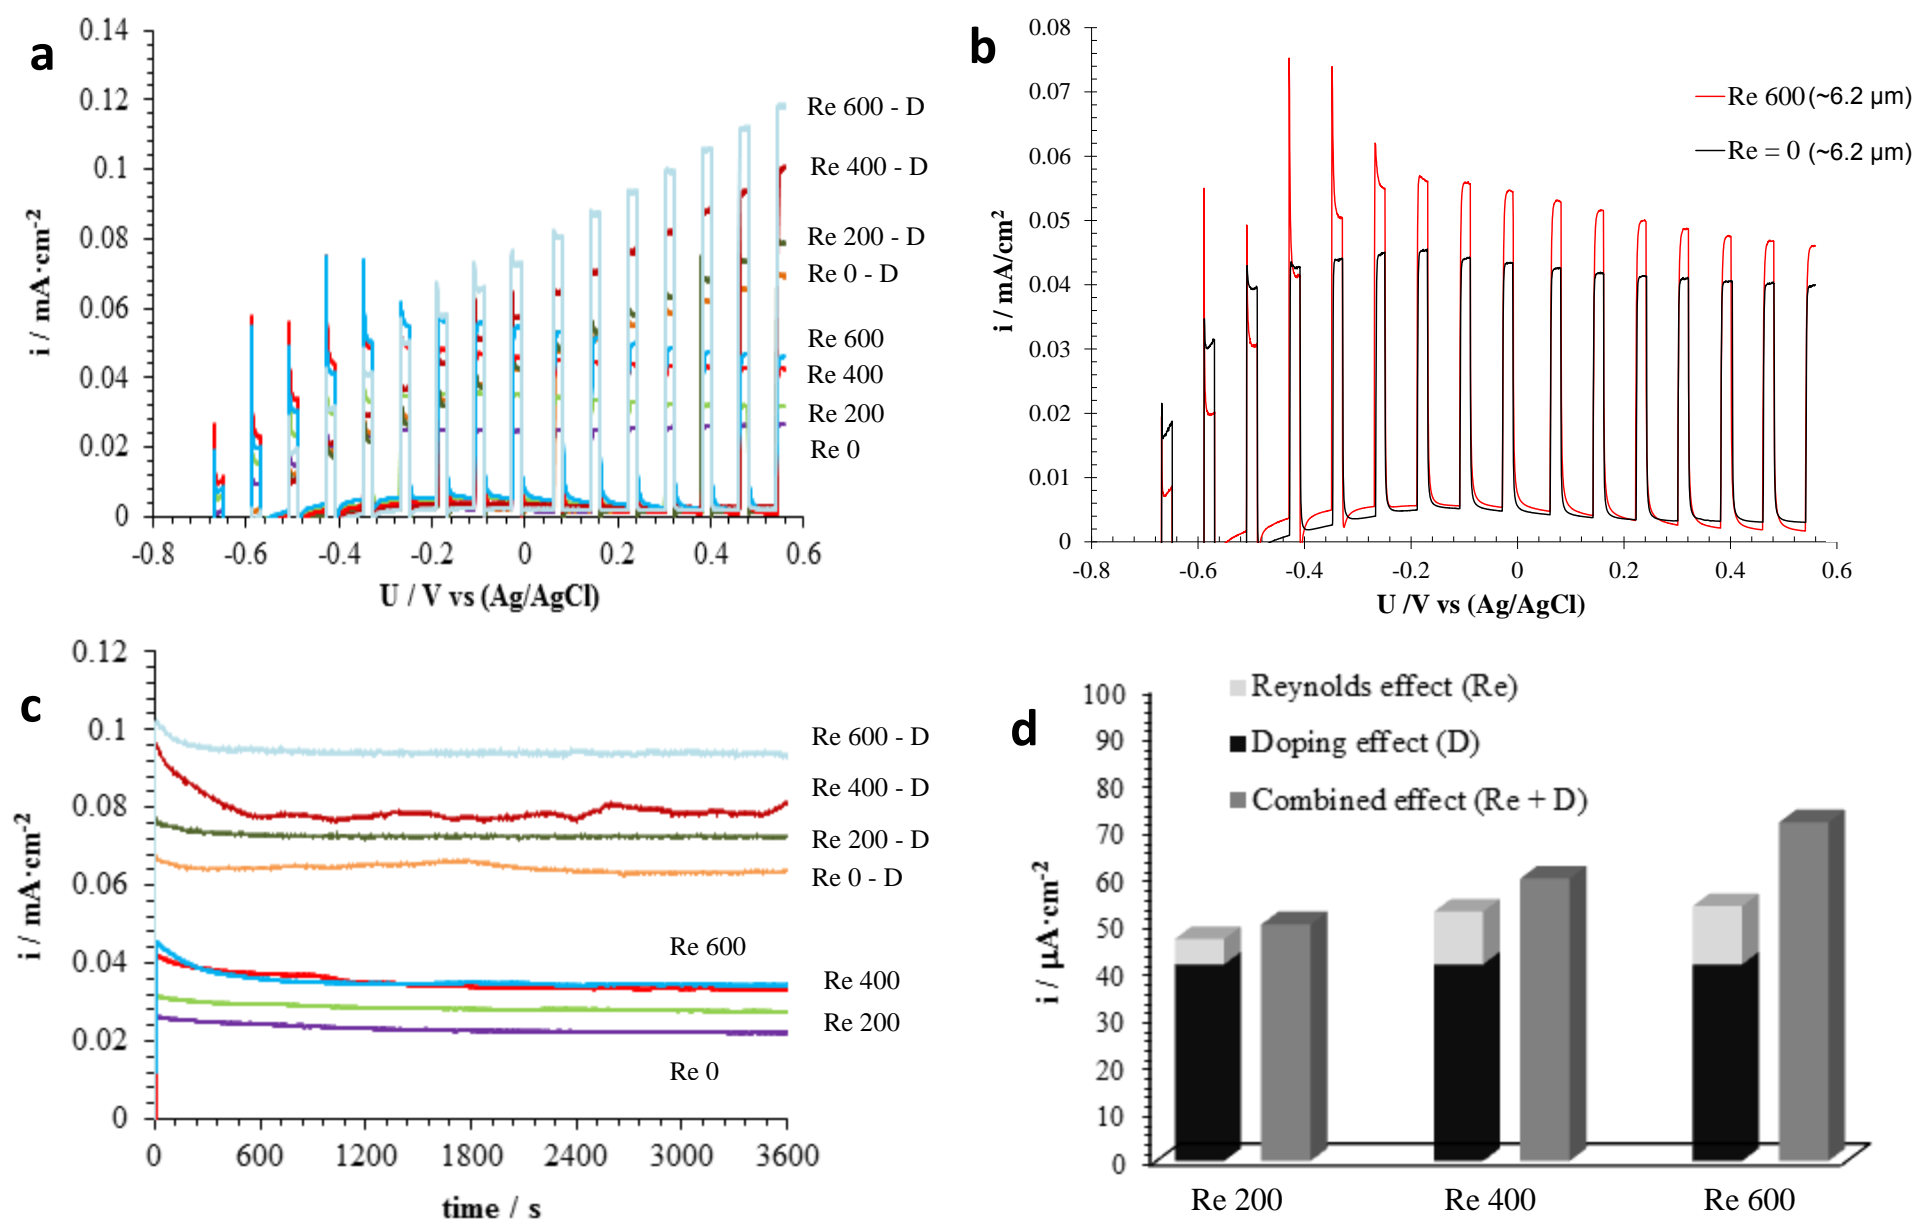 a
0.14
0.12
0.1
0.08
0.06
0.04
0.02
0
i / mA·cm-2
-0.8
-0.6
-0.4
-0.2
0
0.2
0.4
0.6
U / V vs (Ag/AgCl)
Re 600 - D
Re 400 - D
Re 200 - D
Re 0 - D
Re 600
Re 400
Re 200
Re 0
b
0.08
0.07
0.06
0.05
0.04
0.03
0.02
0.01
0
i / mA/cm2
-0.8
-0.6
-0.4
-0.2
0
0.2
0.4
0.6
U /V vs (Ag/AgCl)
Re 600 (~6.2 µm)
Re = 0 (~6.2 µm)
c
0.12
0.1
0.08
0.06
0.04
0.02
0
i / mA·cm-2
0
600
1200
1800
2400
3000
3600
time / s
Re 600 - D
Re 400 - D
Re 200 - D
Re 0 - D
Re 600
Re 400
Re 200
Re 0
d
100
90
80
70
60
50
40
30
20
10
0
i / µA·cm-2
Reynolds effect (Re)
Doping effect (D)
Combined effect (Re + D)
Re 200
Re 400
Re 600